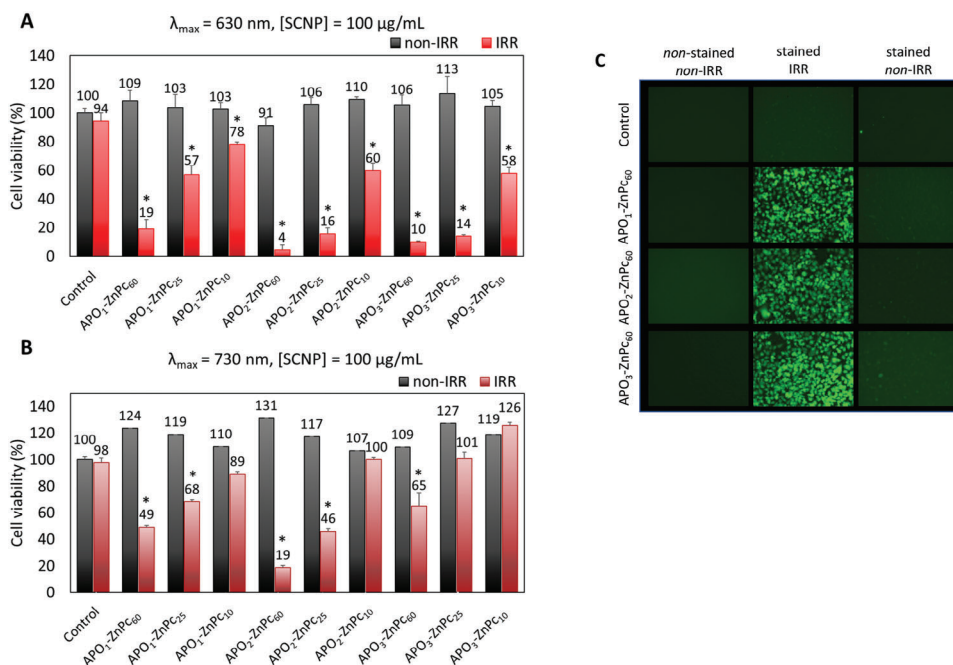 A
λmax = 630 nm, [SCNP] = 100 µg/mL
non-IRR IRR
Cell viability (%)
140
120
100
80
60
40
20
0
100 94
109 * 19
103 * 57
103 * 78
91 * 4
106 * 16
110 * 60
106 * 10
113 * 14
105 * 58
Control
APO1-ZnPc60
APO1-ZnPc25
APO1-ZnPc10
APO2-ZnPc60
APO2-ZnPc25
APO2-ZnPc10
APO3-ZnPc60
APO3-ZnPc25
APO3-ZnPc10
B
λmax = 730 nm, [SCNP] = 100 µg/mL
non-IRR IRR
Cell viability (%)
140
120
100
80
60
40
20
0
100 98
124 * 49
119 * 68
110 89
131 * 19
117 * 46
107 100
109 * 65
127 101
119 126
Control
APO1-ZnPc60
APO1-ZnPc25
APO1-ZnPc10
APO2-ZnPc60
APO2-ZnPc25
APO2-ZnPc10
APO3-ZnPc60
APO3-ZnPc25
APO3-ZnPc10
C
non-stained
non-IRR
stained
IRR
stained
non-IRR
Control
APO1-ZnPc60
APO2-ZnPc60
APO3-ZnPc60